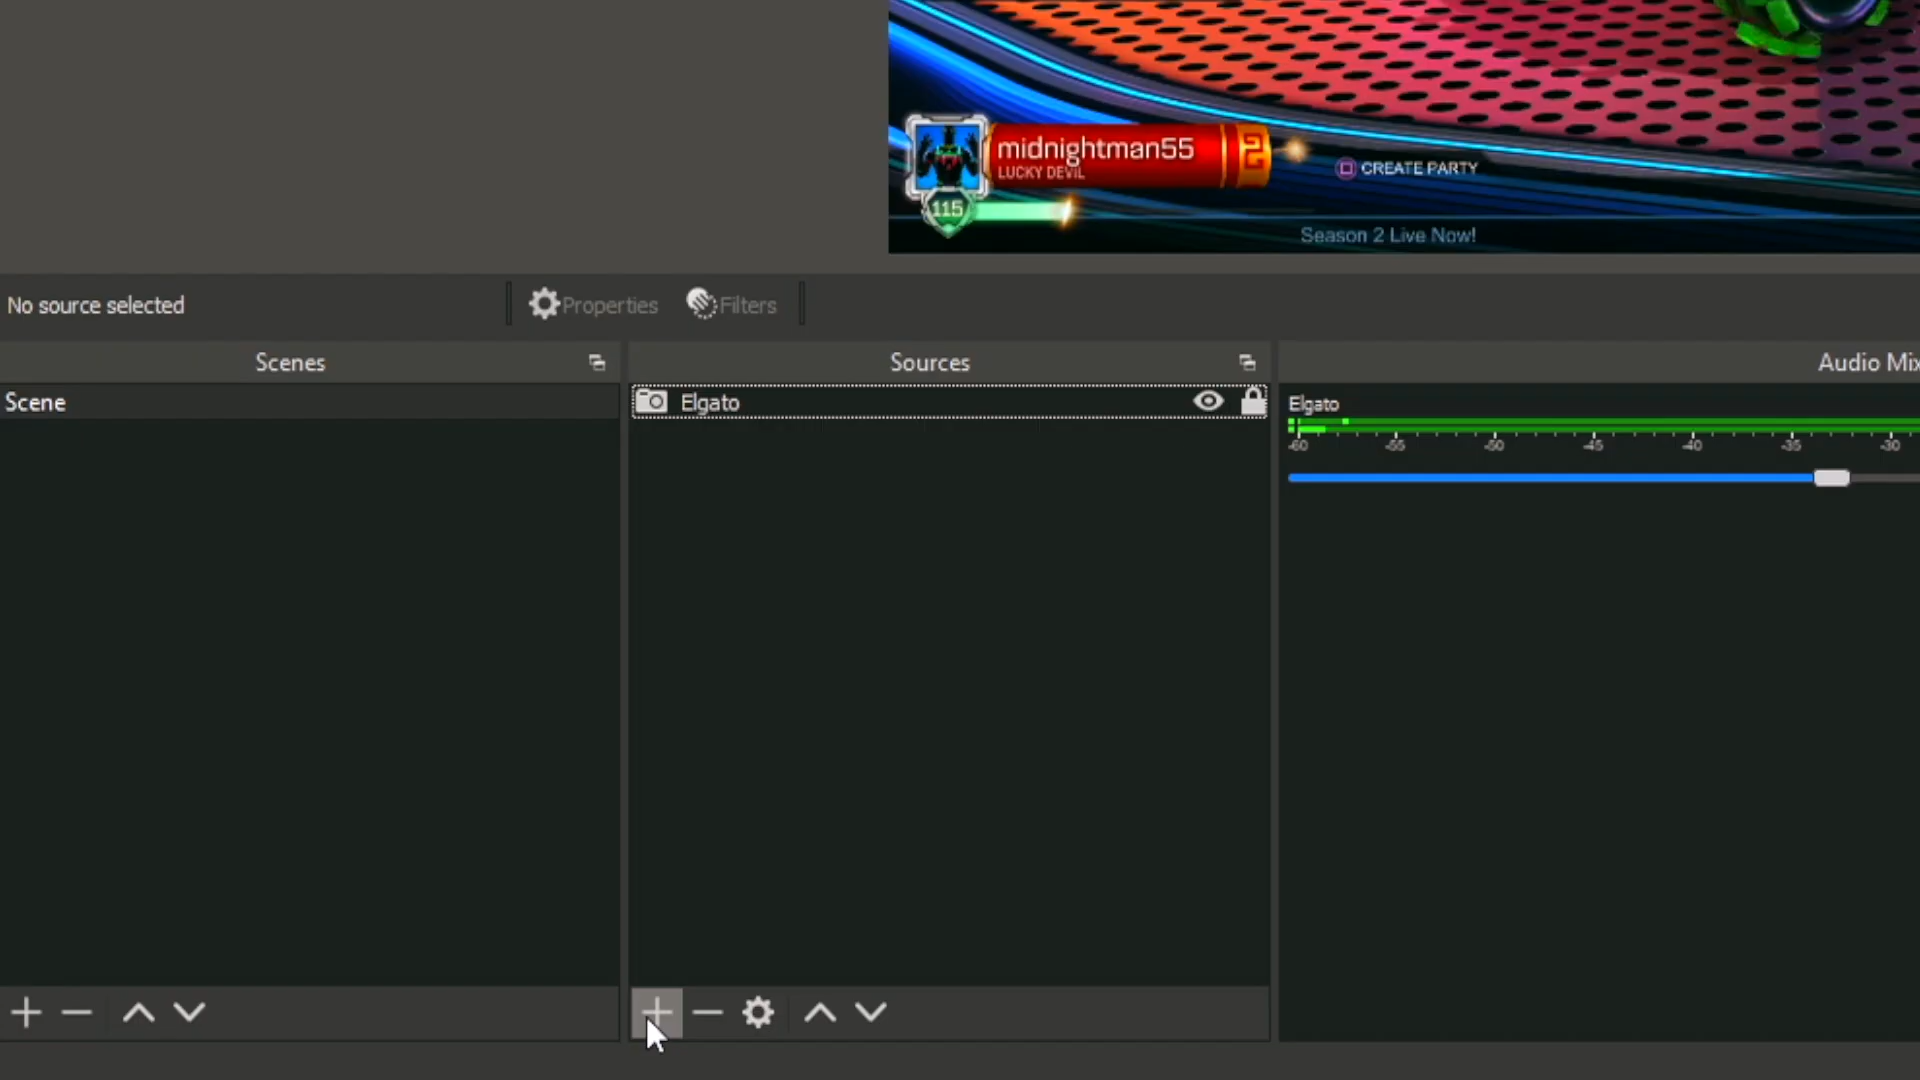 midnightman55
LUCKY DEVIL
2
CREATE PARTY
115
Season 2 Live Now!
No source selected
Properties
Filters
Scenes
Sources
Audio Mix
Scene
Elgato
Elgato
-60 -55 -50 -45 -40 -35 -30